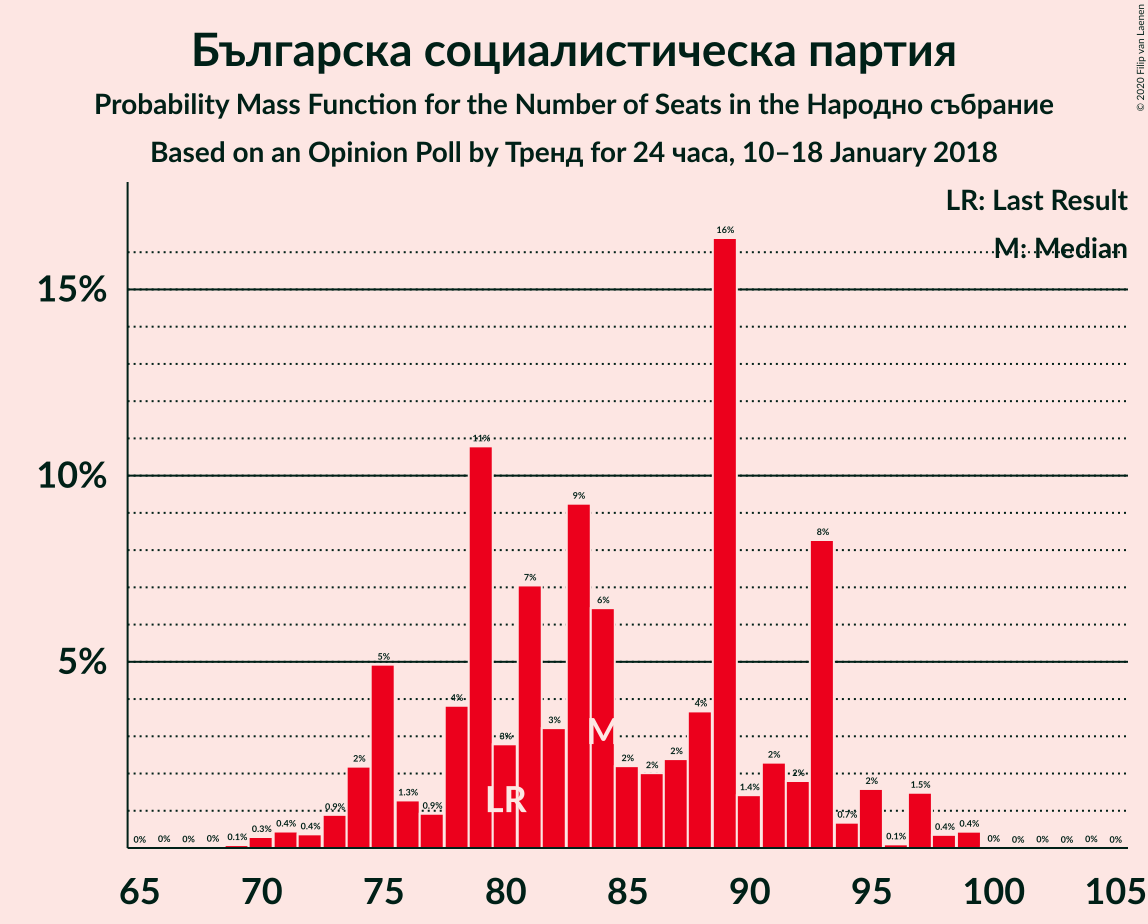 Българска социалистическа партия
Probability Mass Function for the Number of Seats in the Народно събрание
Based on an Opinion Poll by Тренд for 24 часа, 10–18 January 2018
© 2020 Filip van Laenen
LR: Last Result
M: Median
15%
10%
5%
0% 0% 0% 0% 0.1% 0.3% 0.4% 0.4% 0.9% 2% 5% 1.3% 0.9% 4% 11% 3% 7% 3% 9% 6% 2% 2% 2% 4% 16% 1.4% 2% 2% 8% 0.7% 2% 0.1% 1.5% 0.4% 0.4% 0% 0% 0% 0% 0% 0%
LR
M
65 70 75 80 85 90 95 100 105